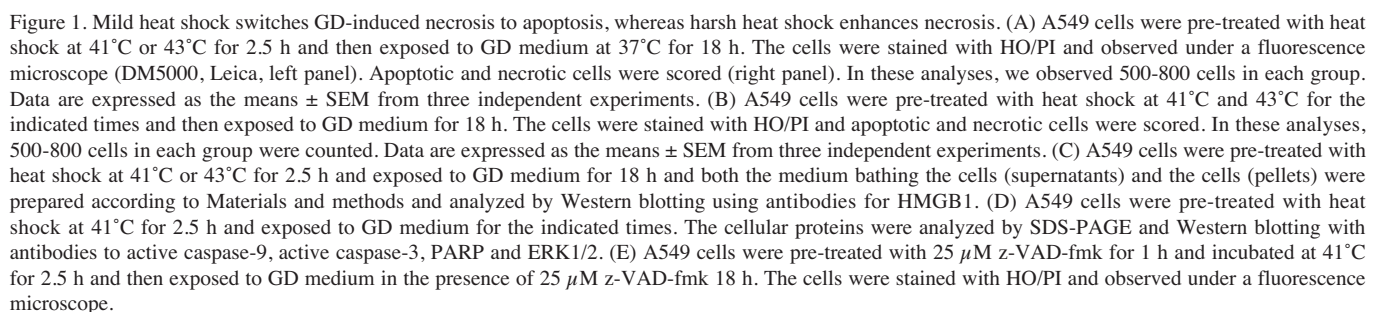 Figure 1. Mild heat shock switches GD-induced necrosis to apoptosis, whereas harsh heat shock enhances necrosis. (A) A549 cells were pre-treated with heat
shock at 41˚C or 43˚C for 2.5 h and then exposed to GD medium at 37˚C for 18 h. The cells were stained with HO/PI and observed under a fluorescence
microscope (DM5000, Leica, left panel). Apoptotic and necrotic cells were scored (right panel). In these analyses, we observed 500-800 cells in each group.
Data are expressed as the means ± SEM from three independent experiments. (B) A549 cells were pre-treated with heat shock at 41˚C and 43˚C for the
indicated times and then exposed to GD medium for 18 h. The cells were stained with HO/PI and apoptotic and necrotic cells were scored. In these analyses,
500-800 cells in each group were counted. Data are expressed as the means ± SEM from three independent experiments. (C) A549 cells were pre-treated with
heat shock at 41˚C or 43˚C for 2.5 h and exposed to GD medium for 18 h and both the medium bathing the cells (supernatants) and the cells (pellets) were
prepared according to Materials and methods and analyzed by Western blotting using antibodies for HMGB1. (D) A549 cells were pre-treated with heat
shock at 41˚C for 2.5 h and exposed to GD medium for the indicated times. The cellular proteins were analyzed by SDS-PAGE and Western blotting with
antibodies to active caspase-9, active caspase-3, PARP and ERK1/2. (E) A549 cells were pre-treated with 25 μM z-VAD-fmk for 1 h and incubated at 41˚C
for 2.5 h and then exposed to GD medium in the presence of 25 μM z-VAD-fmk 18 h. The cells were stained with HO/PI and observed under a fluorescence
microscope.